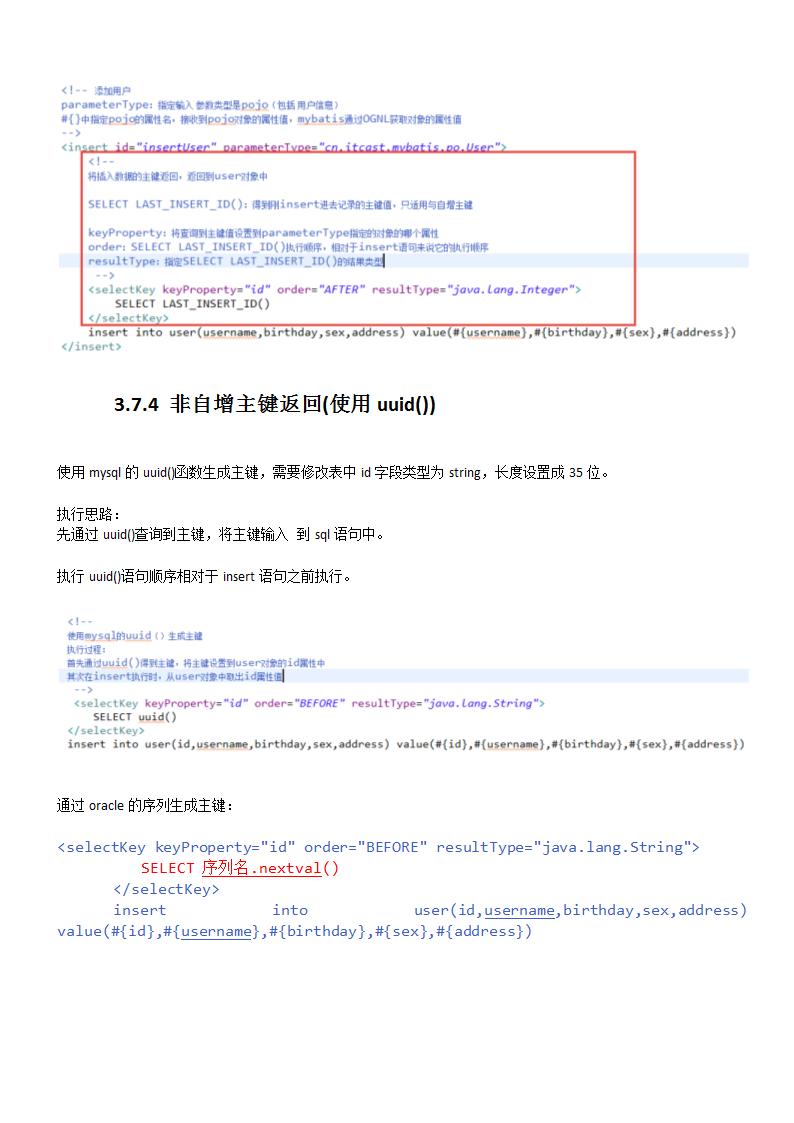 <!-- 添加用户
parameterType：指定输入 参数类型是pojo（包括 用户信息）
#{}中指定pojo的属性名，接收到pojo对象的属性值，mybatis通过OGNL获取对象的属性值
-->
<insert id="insertUser" parameterType="cn.itcast.mybatis.po.User">
<!--
将插入数据的主键返回，返回到user对象中
SELECT LAST_INSERT_ID()：得到刚insert进去记录的主键值，只适用与自增主键
keyProperty：将查询到主键值设置到parameterType指定的对象的哪个属性
order：SELECT LAST_INSERT_ID()执行顺序，相对于insert语句来说它的执行顺序
resultType：指定SELECT LAST_INSERT_ID()的结果类型
-->
<selectKey keyProperty="id" order="AFTER" resultType="java.lang.Integer">
SELECT LAST_INSERT_ID()
</selectKey>
insert into user(username,birthday,sex,address) value(#{username},#{birthday},#{sex},#{address})
</insert>
3.7.4 非自增主键返回(使用 uuid())
使用 mysql 的 uuid()函数生成主键，需要修改表中 id 字段类型为 string，长度设置成 35 位。
执行思路：
先通过 uuid()查询到主键，将主键输入 到 sql 语句中。
执行 uuid()语句顺序相对于 insert 语句之前执行。
<!--
使用mysql的uuid（）生成主键
执行过程：
首先通过uuid()得到主键，将主键设置到user对象的id属性中
其次在insert执行时，从user对象中取出id属性值
-->
<selectKey keyProperty="id" order="BEFORE" resultType="java.lang.String">
SELECT uuid()
</selectKey>
insert into user(id,username,birthday,sex,address) value(#{id},#{username},#{birthday},#{sex},#{address})
通过 oracle 的序列生成主键：
<selectKey keyProperty="id" order="BEFORE" resultType="java.lang.String">
SELECT 序列名.nextval()
</selectKey>
insert into user(id,username,birthday,sex,address)
value(#{id},#{username},#{birthday},#{sex},#{address})